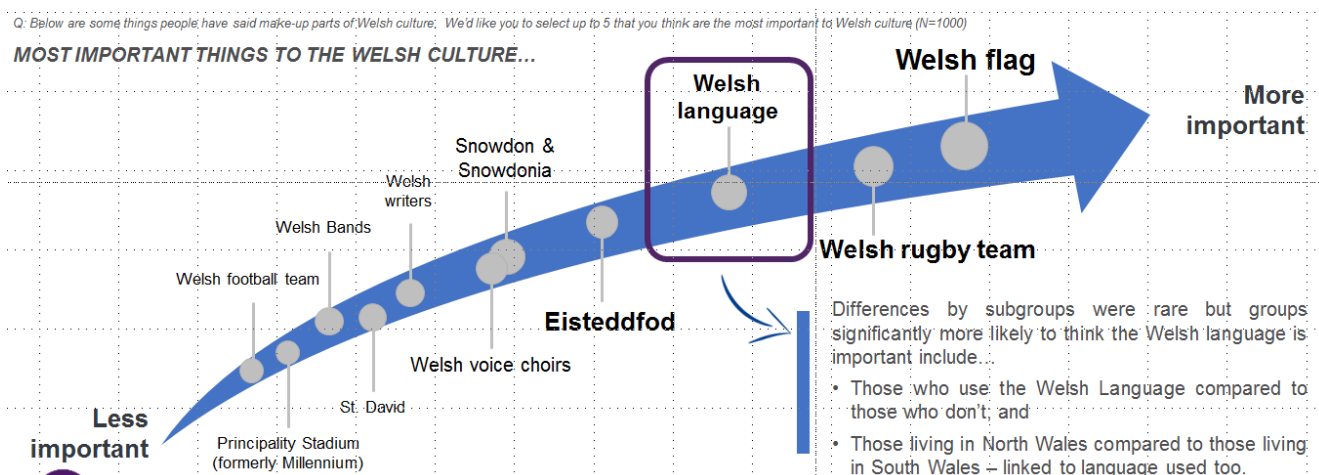 Q: Below are some things people have said make-up parts of Welsh culture, We'd like you to select up to 5 that you think are the most important to Welsh culture (N=1000)
MOST IMPORTANT THINGS TO THE WELSH CULTURE…
Welsh flag
Welsh
language
More
important
Snowdon &
Snowdonia
Welsh
writers
Welsh Bands
Welsh football team
Welsh rugby team
Eisteddfod
Welsh voice choirs
St. David
Principality Stadium
(formerly Millennium)
Less
important
Differences by subgroups were rare but groups
significantly more likely to think the Welsh language is
important include…
• Those who use the Welsh Language compared to
those who don't; and
• Those living in North Wales compared to those living
in South Wales – linked to language used too.